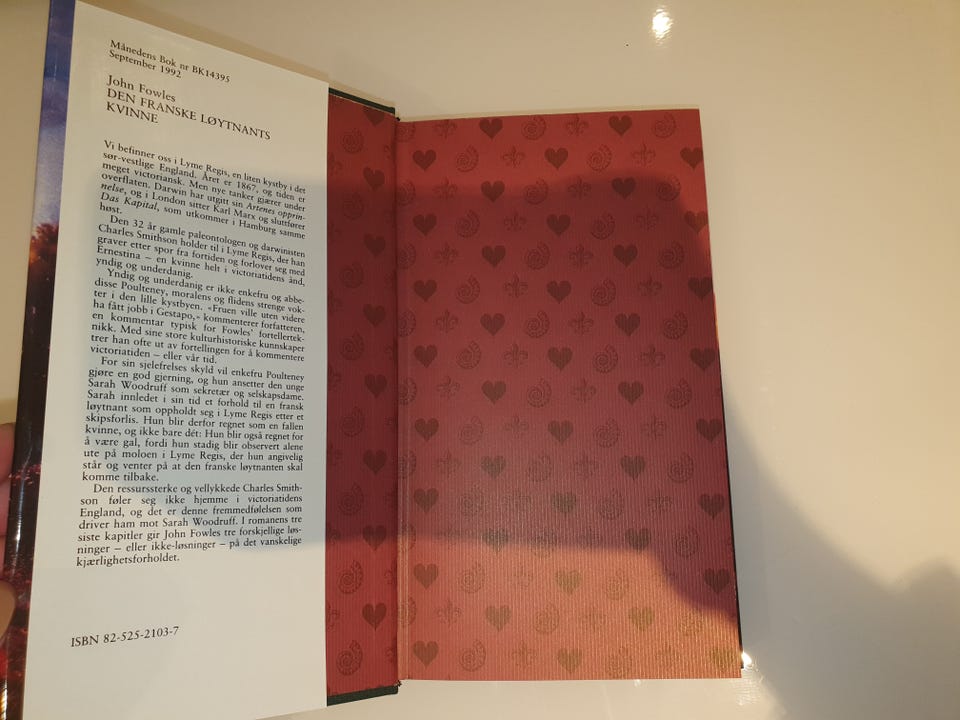 Månedens Bok nr BK14395
September 1992
John Fowles
DEN FRANSKE LØYTNANTS
KVINNE
Vi befinner oss i Lyme Regis, en liten kystby i det
sør-vestlige England. Året er 1867, og tiden er
meget victoriansk. Men nye tanker gjærer under
overflaten. Darwin har utgitt sin Artenes opprin-
nelse, og i London sitter Karl Marx og sluttfører
Das Kapital, som utkommer i Hamburg samme
høst.
Den 32 år gamle paleontologen og darwinisten
Charles Smithson holder til i Lyme Regis, der han
graver etter spor fra fortiden og forlover seg med
Ernestina – en kvinne helt i victoriatidens ånd,
yndig og underdanig.
Yndig og underdanig er ikke enkefru og abbe-
disse Poulteney, moralens og flidens strenge vok-
ter i den lille kystbyen. «Fruen ville uten videre
ha fått jobb i Gestapo,» kommenterer forfatteren,
en kommentar typisk for Fowles' fortellertek-
nikk. Med sine store kulturhistoriske kunnskaper
trer han ofte ut av fortellingen for å kommentere
victoriatiden – eller vår tid.
For sin sjelefrelses skyld vil enkefru Poulteney
gjøre en god gjerning, og hun ansetter den unge
Sarah Woodruff som sekretær og selskapsdame.
Sarah innledet i sin tid et forhold til en fransk
løytnant som oppholdt seg i Lyme Regis etter et
skipsforlis. Hun blir derfor regnet som en fallen
kvinne, og ikke bare dét: Hun blir også regnet for
å være gal, fordi hun stadig blir observert alene
ute på moloen i Lyme Regis, der hun angivelig
står og venter på at den franske løytnanten skal
komme tilbake.
Den ressurssterke og vellykkede Charles Smith-
son føler seg ikke hjemme i victoriatidens
England, og det er denne fremmedfølelsen som
driver ham mot Sarah Woodruff. I romanens tre
siste kapitler gir John Fowles tre forskjellige løs-
ninger – eller ikke-løsninger – på det vanskelige
kjærlighetsforholdet.
ISBN 82-525-2103-7